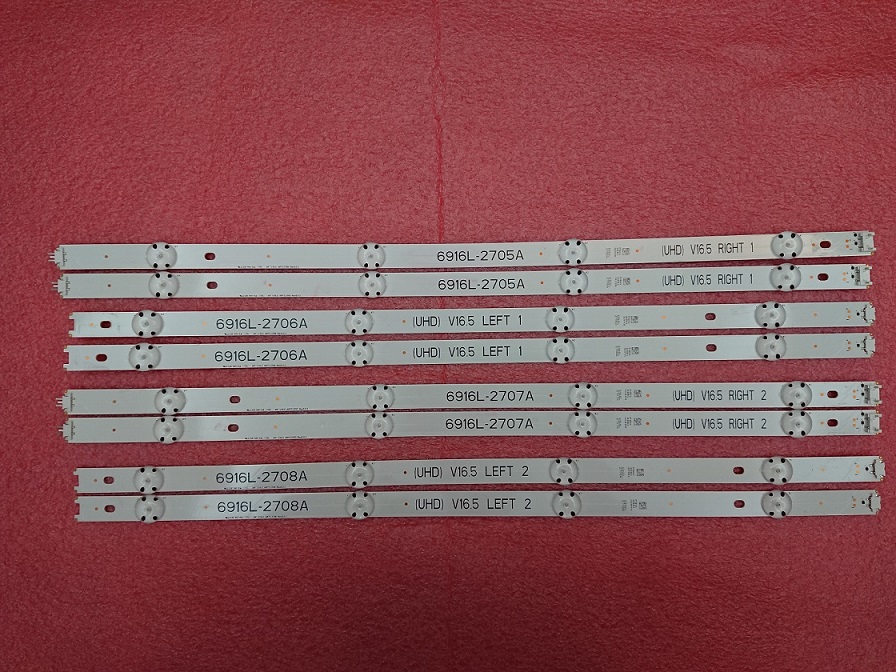 6916L-2705A (UHD) V16.5 RIGHT 1
6916L-2705A (UHD) V16.5 RIGHT 1
6916L-2706A (UHD) V16.5 LEFT 1
6916L-2706A (UHD) V16.5 LEFT 1
6916L-2707A (UHD) V16.5 RIGHT 2
6916L-2707A (UHD) V16.5 RIGHT 2
6916L-2708A (UHD) V16.5 LEFT 2
6916L-2708A (UHD) V16.5 LEFT 2